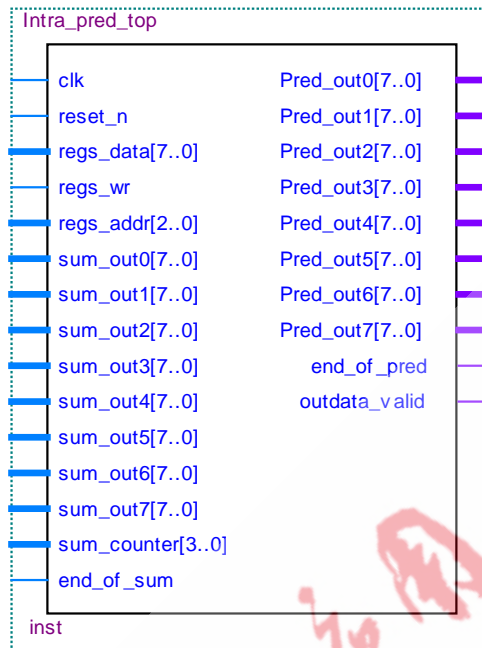 Intra_pred_top
clk
reset_n
regs_data[7..0]
regs_wr
regs_addr[2..0]
sum_out0[7..0]
sum_out1[7..0]
sum_out2[7..0]
sum_out3[7..0]
sum_out4[7..0]
sum_out5[7..0]
sum_out6[7..0]
sum_out7[7..0]
sum_counter[3..0]
end_of_sum
Pred_out0[7..0]
Pred_out1[7..0]
Pred_out2[7..0]
Pred_out3[7..0]
Pred_out4[7..0]
Pred_out5[7..0]
Pred_out6[7..0]
Pred_out7[7..0]
end_of_pred
outdata_valid
inst